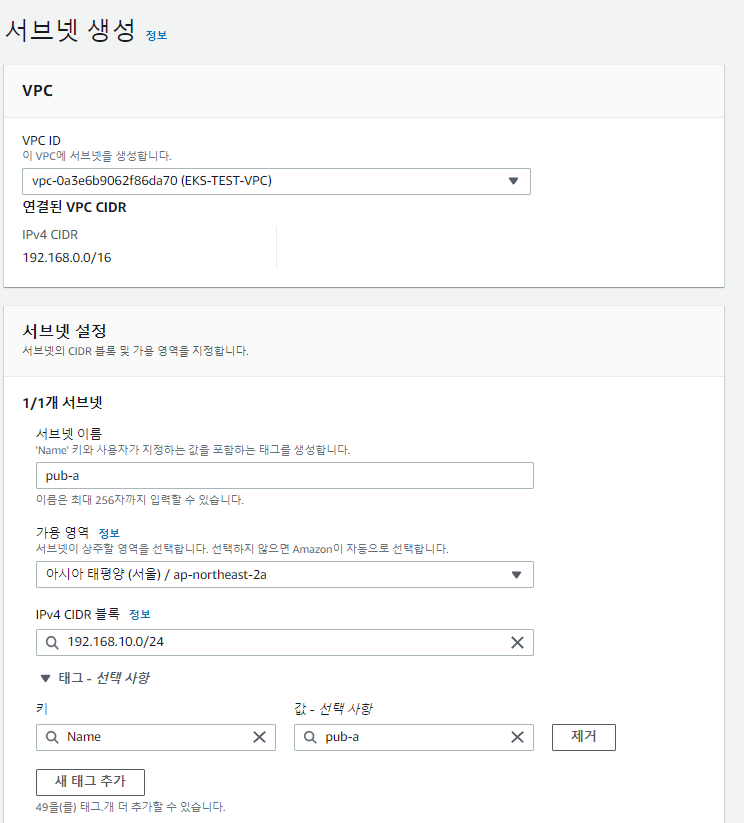 서브넷 생성 정보
VPC
VPC ID
이 VPC에 서브넷을 생성합니다.
vpc-0a3e6b9062f86da70 (EKS-TEST-VPC)
연결된 VPC CIDR
IPv4 CIDR
192.168.0.0/16
서브넷 설정
서브넷의 CIDR 블록 및 가용 영역을 지정합니다.
1/1개 서브넷
서브넷 이름
'Name' 키와 사용자가 지정하는 값을 포함하는 태그를 생성합니다.
pub-a
이름은 최대 256자까지 입력할 수 있습니다.
가용 영역 정보
서브넷이 상주할 영역을 선택합니다. 선택하지 않으면 Amazon이 자동으로 선택합니다.
아시아 태평양 (서울) / ap-northeast-2a
IPv4 CIDR 블록 정보
192.168.10.0/24
태그 - 선택 사항
키 값 - 선택 사항
Name pub-a 제거
새 태그 추가
49을(를) 태그.개 더 추가할 수 있습니다.